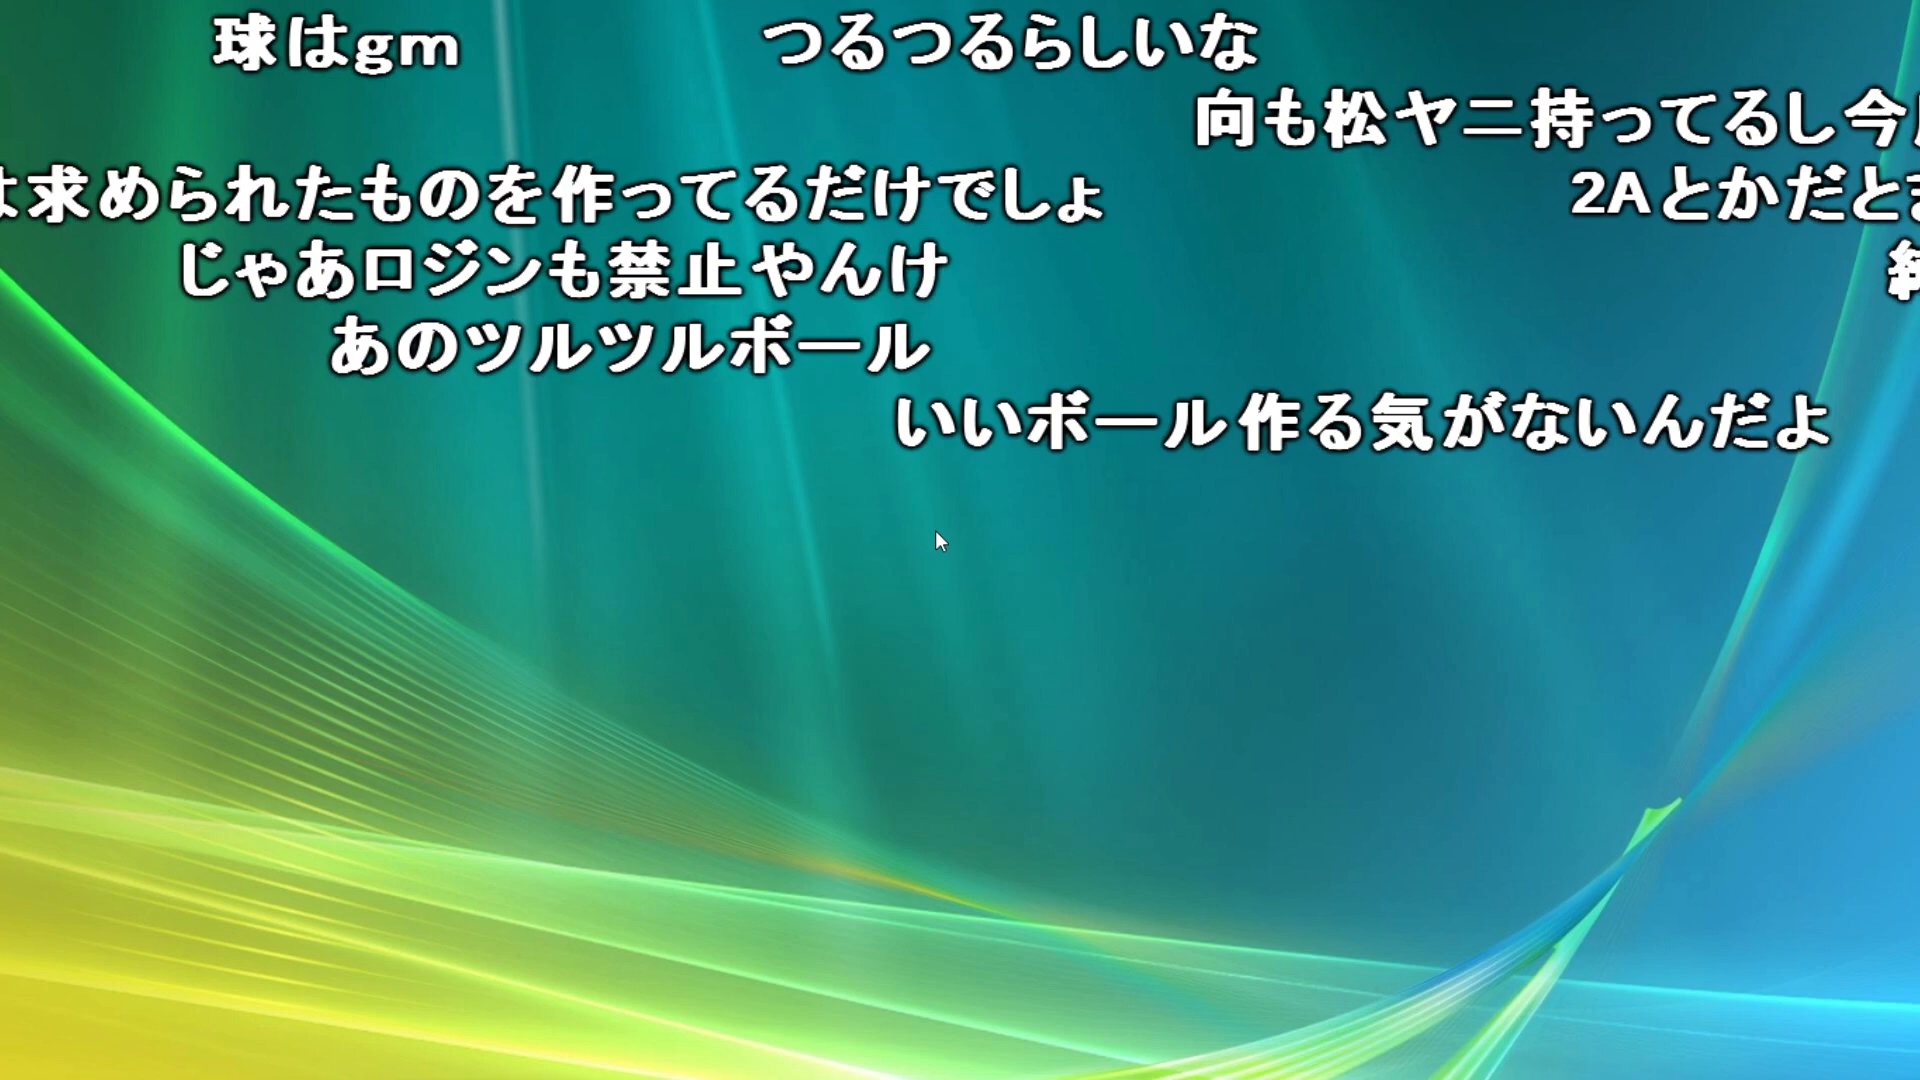 球はgm
つるつるらしいな
向も松ヤニ持ってるし今
は求められたものを作ってるだけでしょ
2Aとかだと
じゃあロジンも禁止やんけ
あのツルツルボール
いいボール作る気がないんだよ